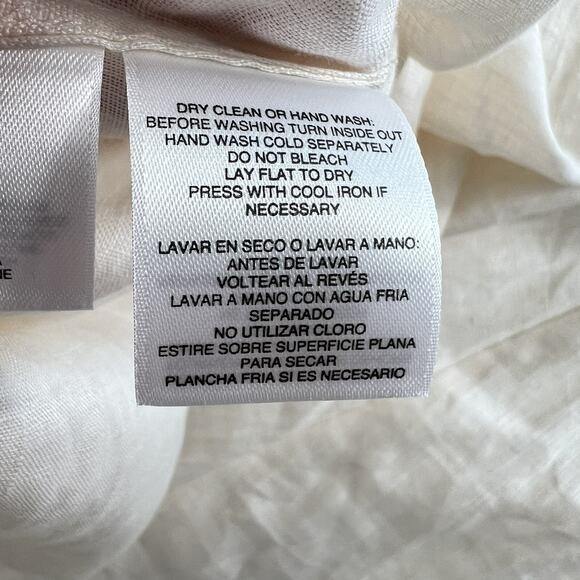 DRY CLEAN OR HAND WASH:
BEFORE WASHING TURN INSIDE OUT
HAND WASH COLD SEPARATELY
DO NOT BLEACH
LAY FLAT TO DRY
PRESS WITH COOL IRON IF
NECESSARY
LAVAR EN SECO O LAVAR A MANO:
ANTES DE LAVAR
VOLTEAR AL REVÉS
LAVAR A MANO CON AGUA FRIA
SEPARADO
NO UTILIZAR CLORO
ESTIRE SOBRE SUPERFICIE PLANA
PARA SECAR
PLANCHA FRIA SI ES NECESARIO